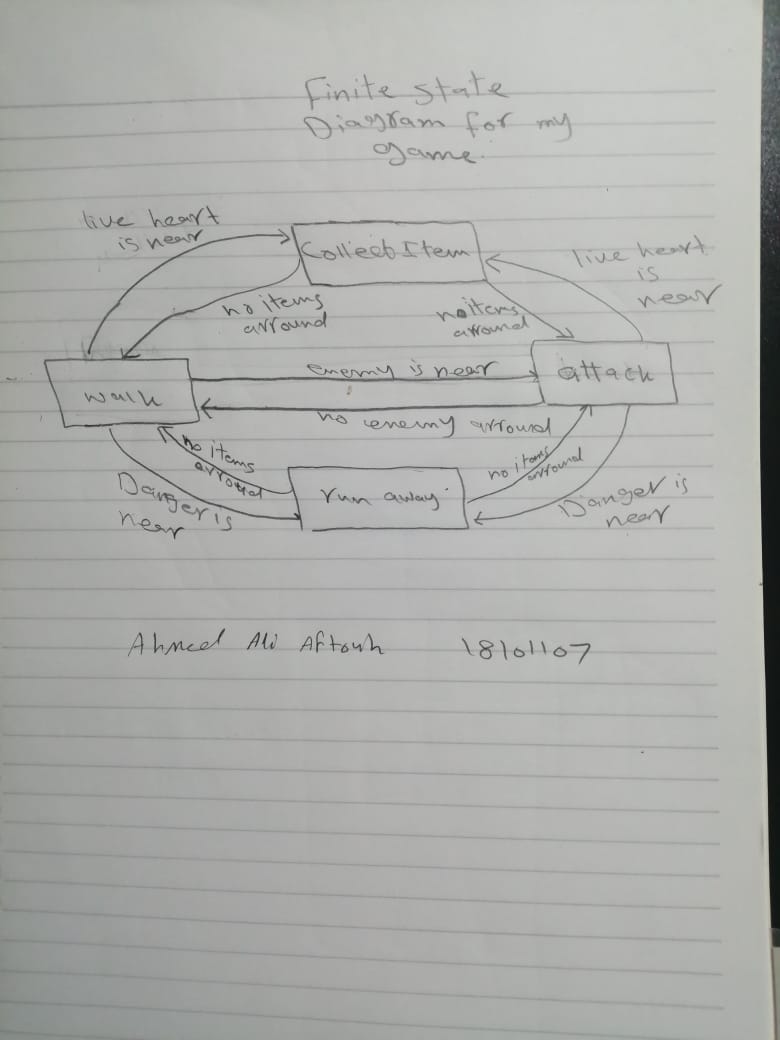 Finite state
Diagram for my
game.
live heart
is near
Collect Item
live heart
is
near
no items
arround
no items
arround
enemy is near
attack
walk
no enemy arround
no items
arround
run away
no items
arround
Danger is
near
Danger is
near
Ahmed Ali Aftouh 18101107